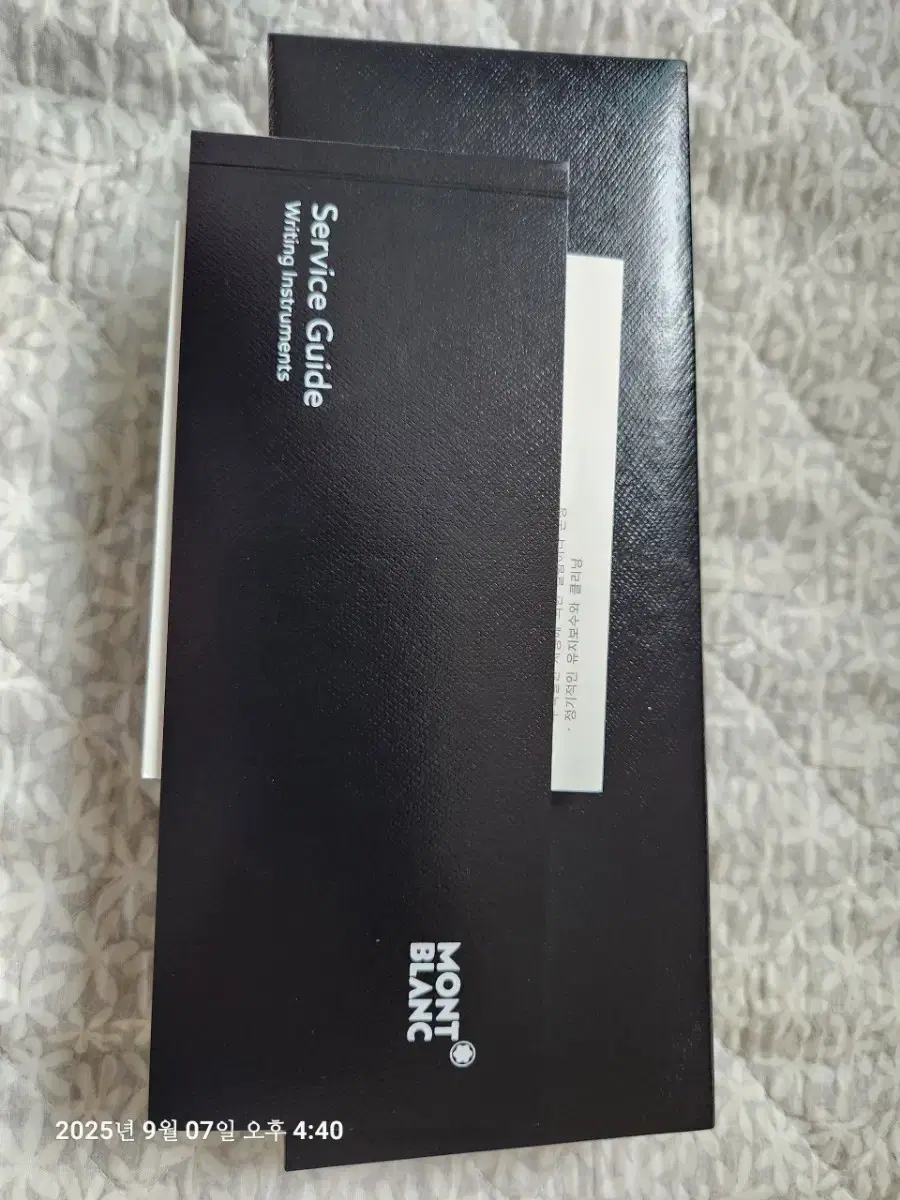 Service Guide
Writing Instruments
· 정기적인 유지보수와 클리닝
MONT
BLANC
2025년 9월 07일 오후 4:40